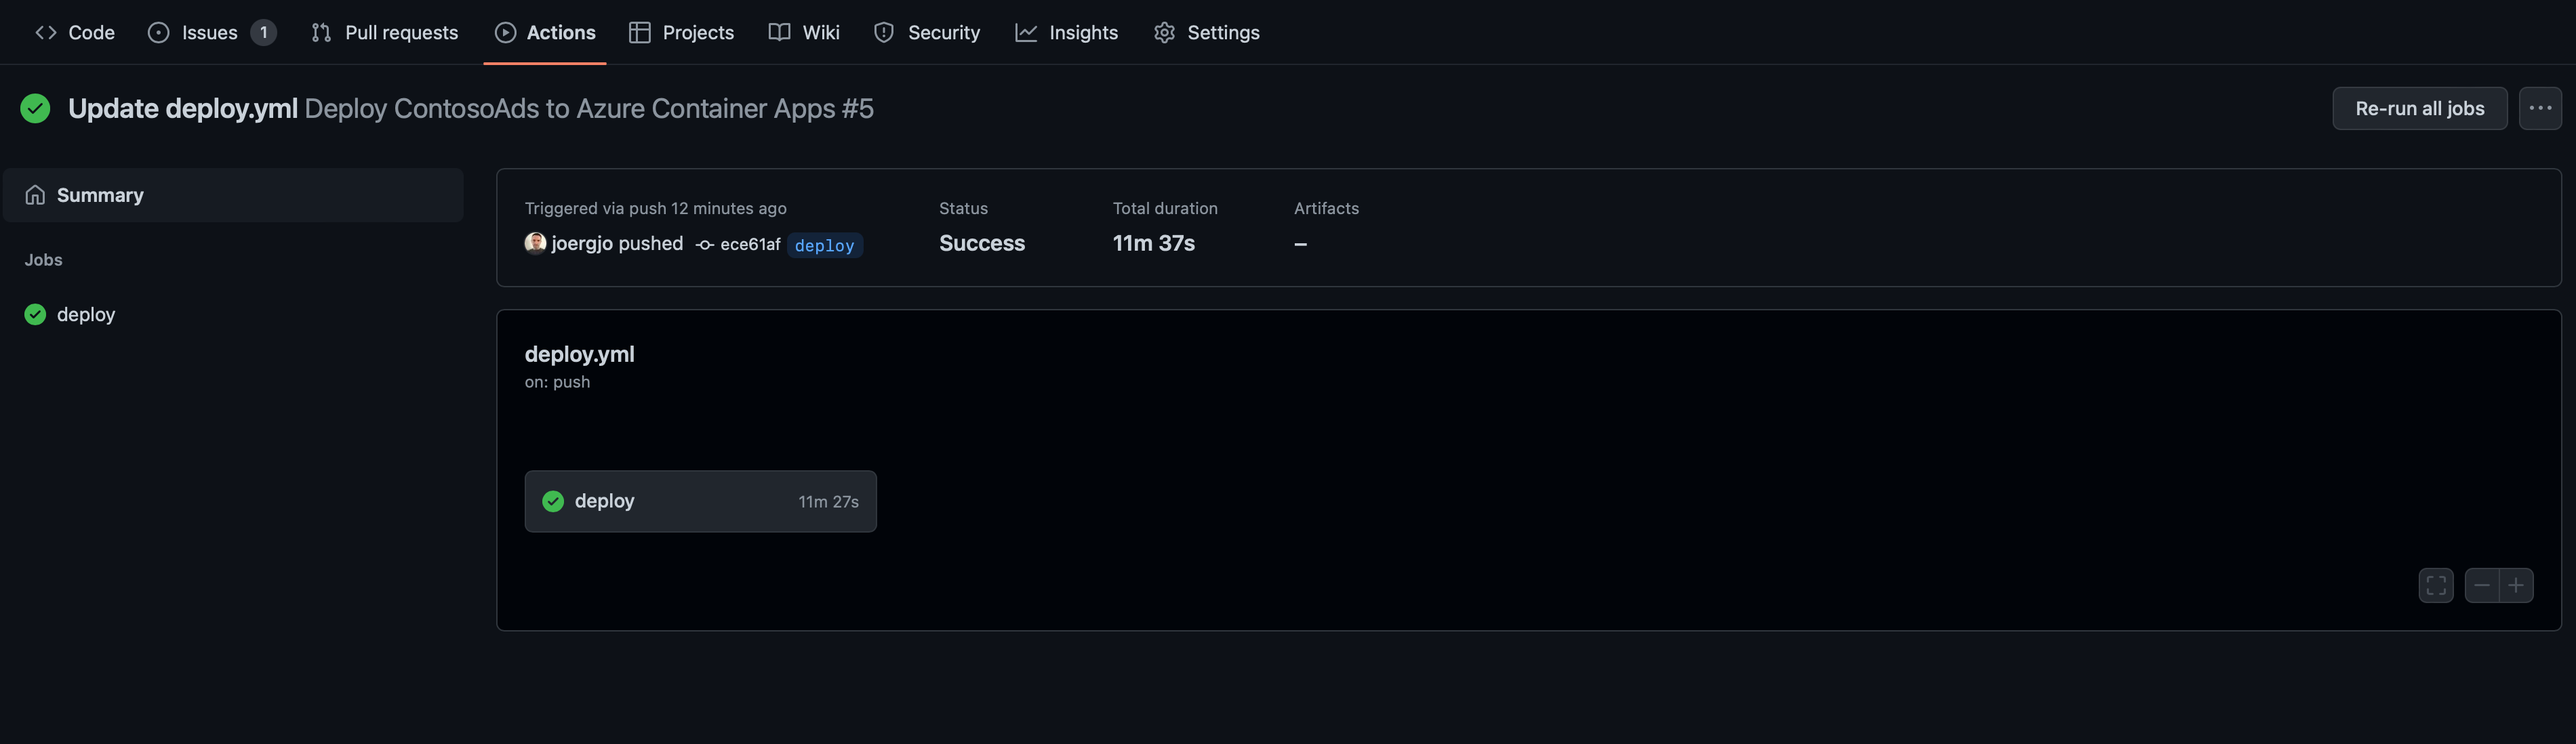 Code Issues 1 Pull requests Actions Projects Wiki Security Insights Settings
Update deploy.yml Deploy ContosoAds to Azure Container Apps #5
Re-run all jobs
Summary
Jobs
deploy
Triggered via push 12 minutes ago
joergjo pushed ece61af deploy
Status
Success
Total duration
11m 37s
Artifacts
–
deploy.yml
on: push
deploy 11m 27s